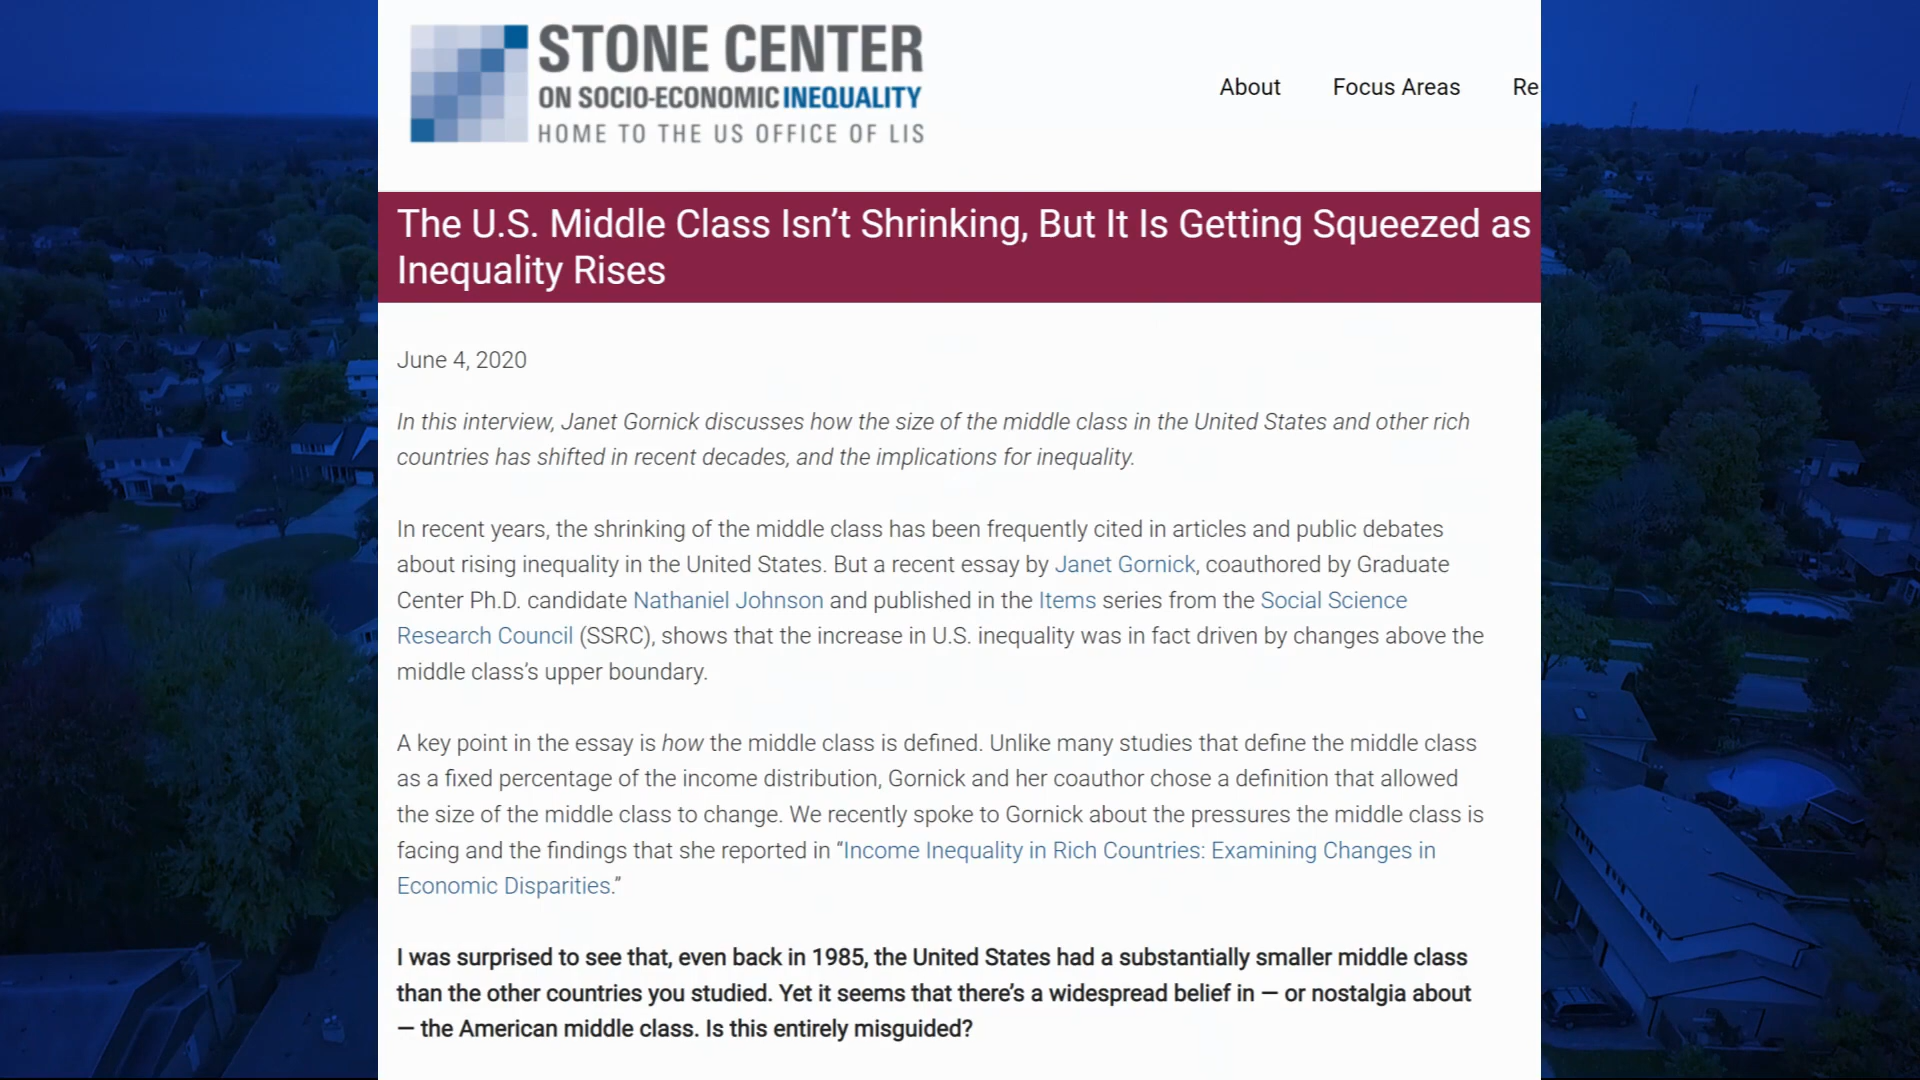 STONE CENTER
ON SOCIO-ECONOMIC INEQUALITY
HOME TO THE US OFFICE OF LIS
About Focus Areas Re
The U.S. Middle Class Isn’t Shrinking, But It Is Getting Squeezed as
Inequality Rises
June 4, 2020
In this interview, Janet Gornick discusses how the size of the middle class in the United States and other rich
countries has shifted in recent decades, and the implications for inequality.
In recent years, the shrinking of the middle class has been frequently cited in articles and public debates
about rising inequality in the United States. But a recent essay by Janet Gornick, coauthored by Graduate
Center Ph.D. candidate Nathaniel Johnson and published in the Items series from the Social Science
Research Council (SSRC), shows that the increase in U.S. inequality was in fact driven by changes above the
middle class’s upper boundary.
A key point in the essay is how the middle class is defined. Unlike many studies that define the middle class
as a fixed percentage of the income distribution, Gornick and her coauthor chose a definition that allowed
the size of the middle class to change. We recently spoke to Gornick about the pressures the middle class is
facing and the findings that she reported in “Income Inequality in Rich Countries: Examining Changes in
Economic Disparities.”
I was surprised to see that, even back in 1985, the United States had a substantially smaller middle class
than the other countries you studied. Yet it seems that there’s a widespread belief in — or nostalgia about
— the American middle class. Is this entirely misguided?